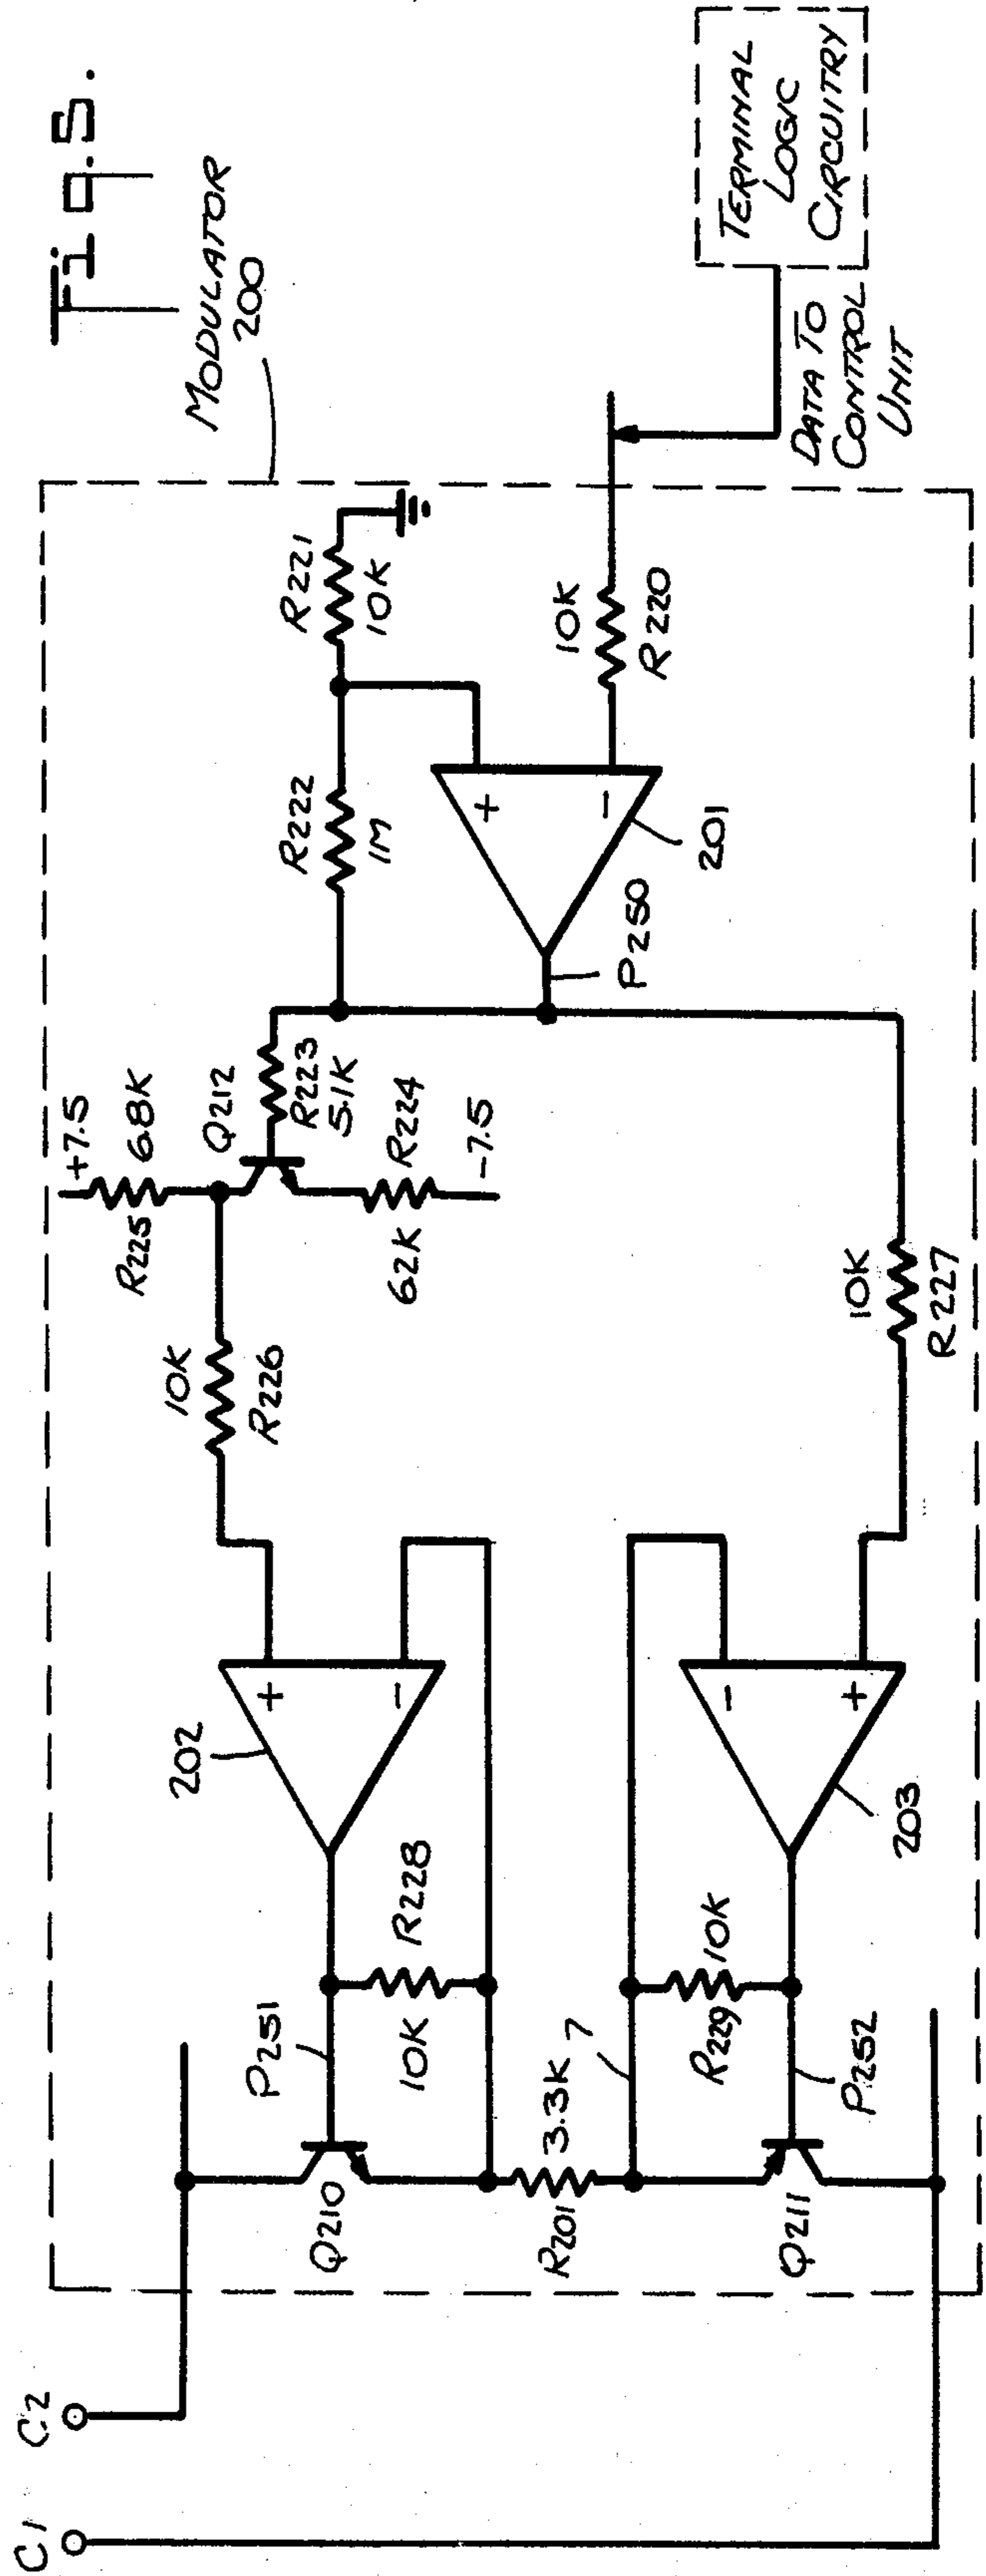 Fig. 5.
MODULATOR
200
C1
C2
+7.5
R225
68K
Q212
R223
51K
R224
62K
-7.5
10K
R226
R222
1M
R221
10K
+
-
201
P250
10K
R220
DATA TO
CONTROL
UNIT
TERMINAL
LOGIC
CIRCUITRY
202
+
-
P251
R228
10K
Q210
R201
3.3K
7
R229
10K
P252
Q211
-
+
203
10K
R227